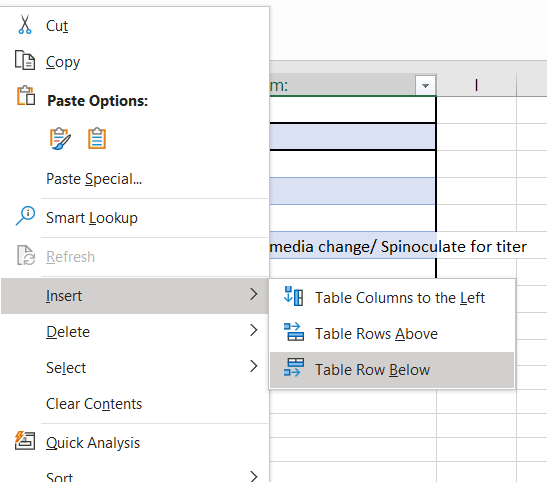 Cut
Copy
Paste Options:
Paste Special...
Smart Lookup
Refresh
Insert
Delete
Select
Clear Contents
Quick Analysis
Sort
m:
I
media change/ Spinoculate for titer
Table Columns to the Left
Table Rows Above
Table Row Below